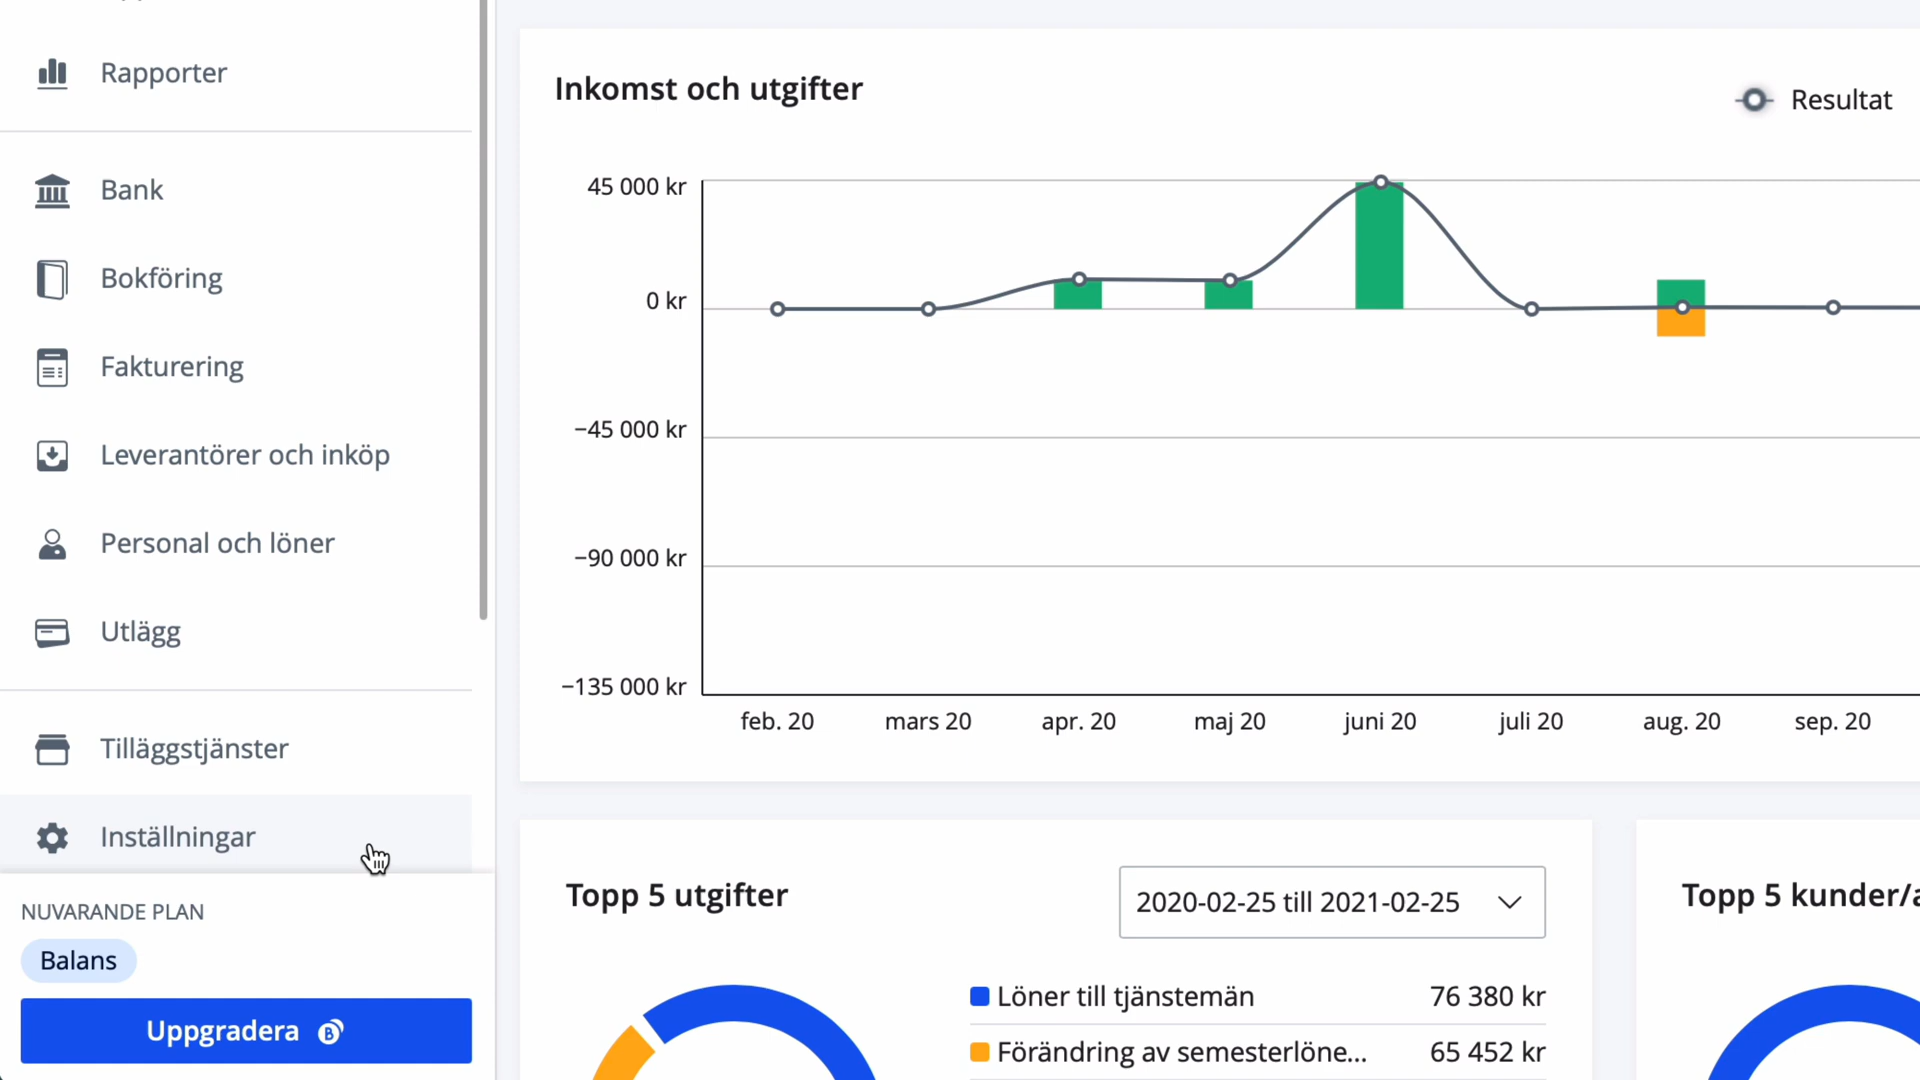 Rapporter
Bank
Bokföring
Fakturering
Leverantörer och inköp
Personal och löner
Utlägg
Tilläggstjänster
Inställningar
NUVARANDE PLAN
Balans
Uppgradera
Inkomst och utgifter
Resultat
45 000 kr
0 kr
−45 000 kr
−90 000 kr
−135 000 kr
feb. 20 mars 20 apr. 20 maj 20 juni 20 juli 20 aug. 20 sep. 20
Topp 5 utgifter
2020-02-25 till 2021-02-25
Löner till tjänstemän 76 380 kr
Förändring av semesterlöne... 65 452 kr
Topp 5 kunder/a